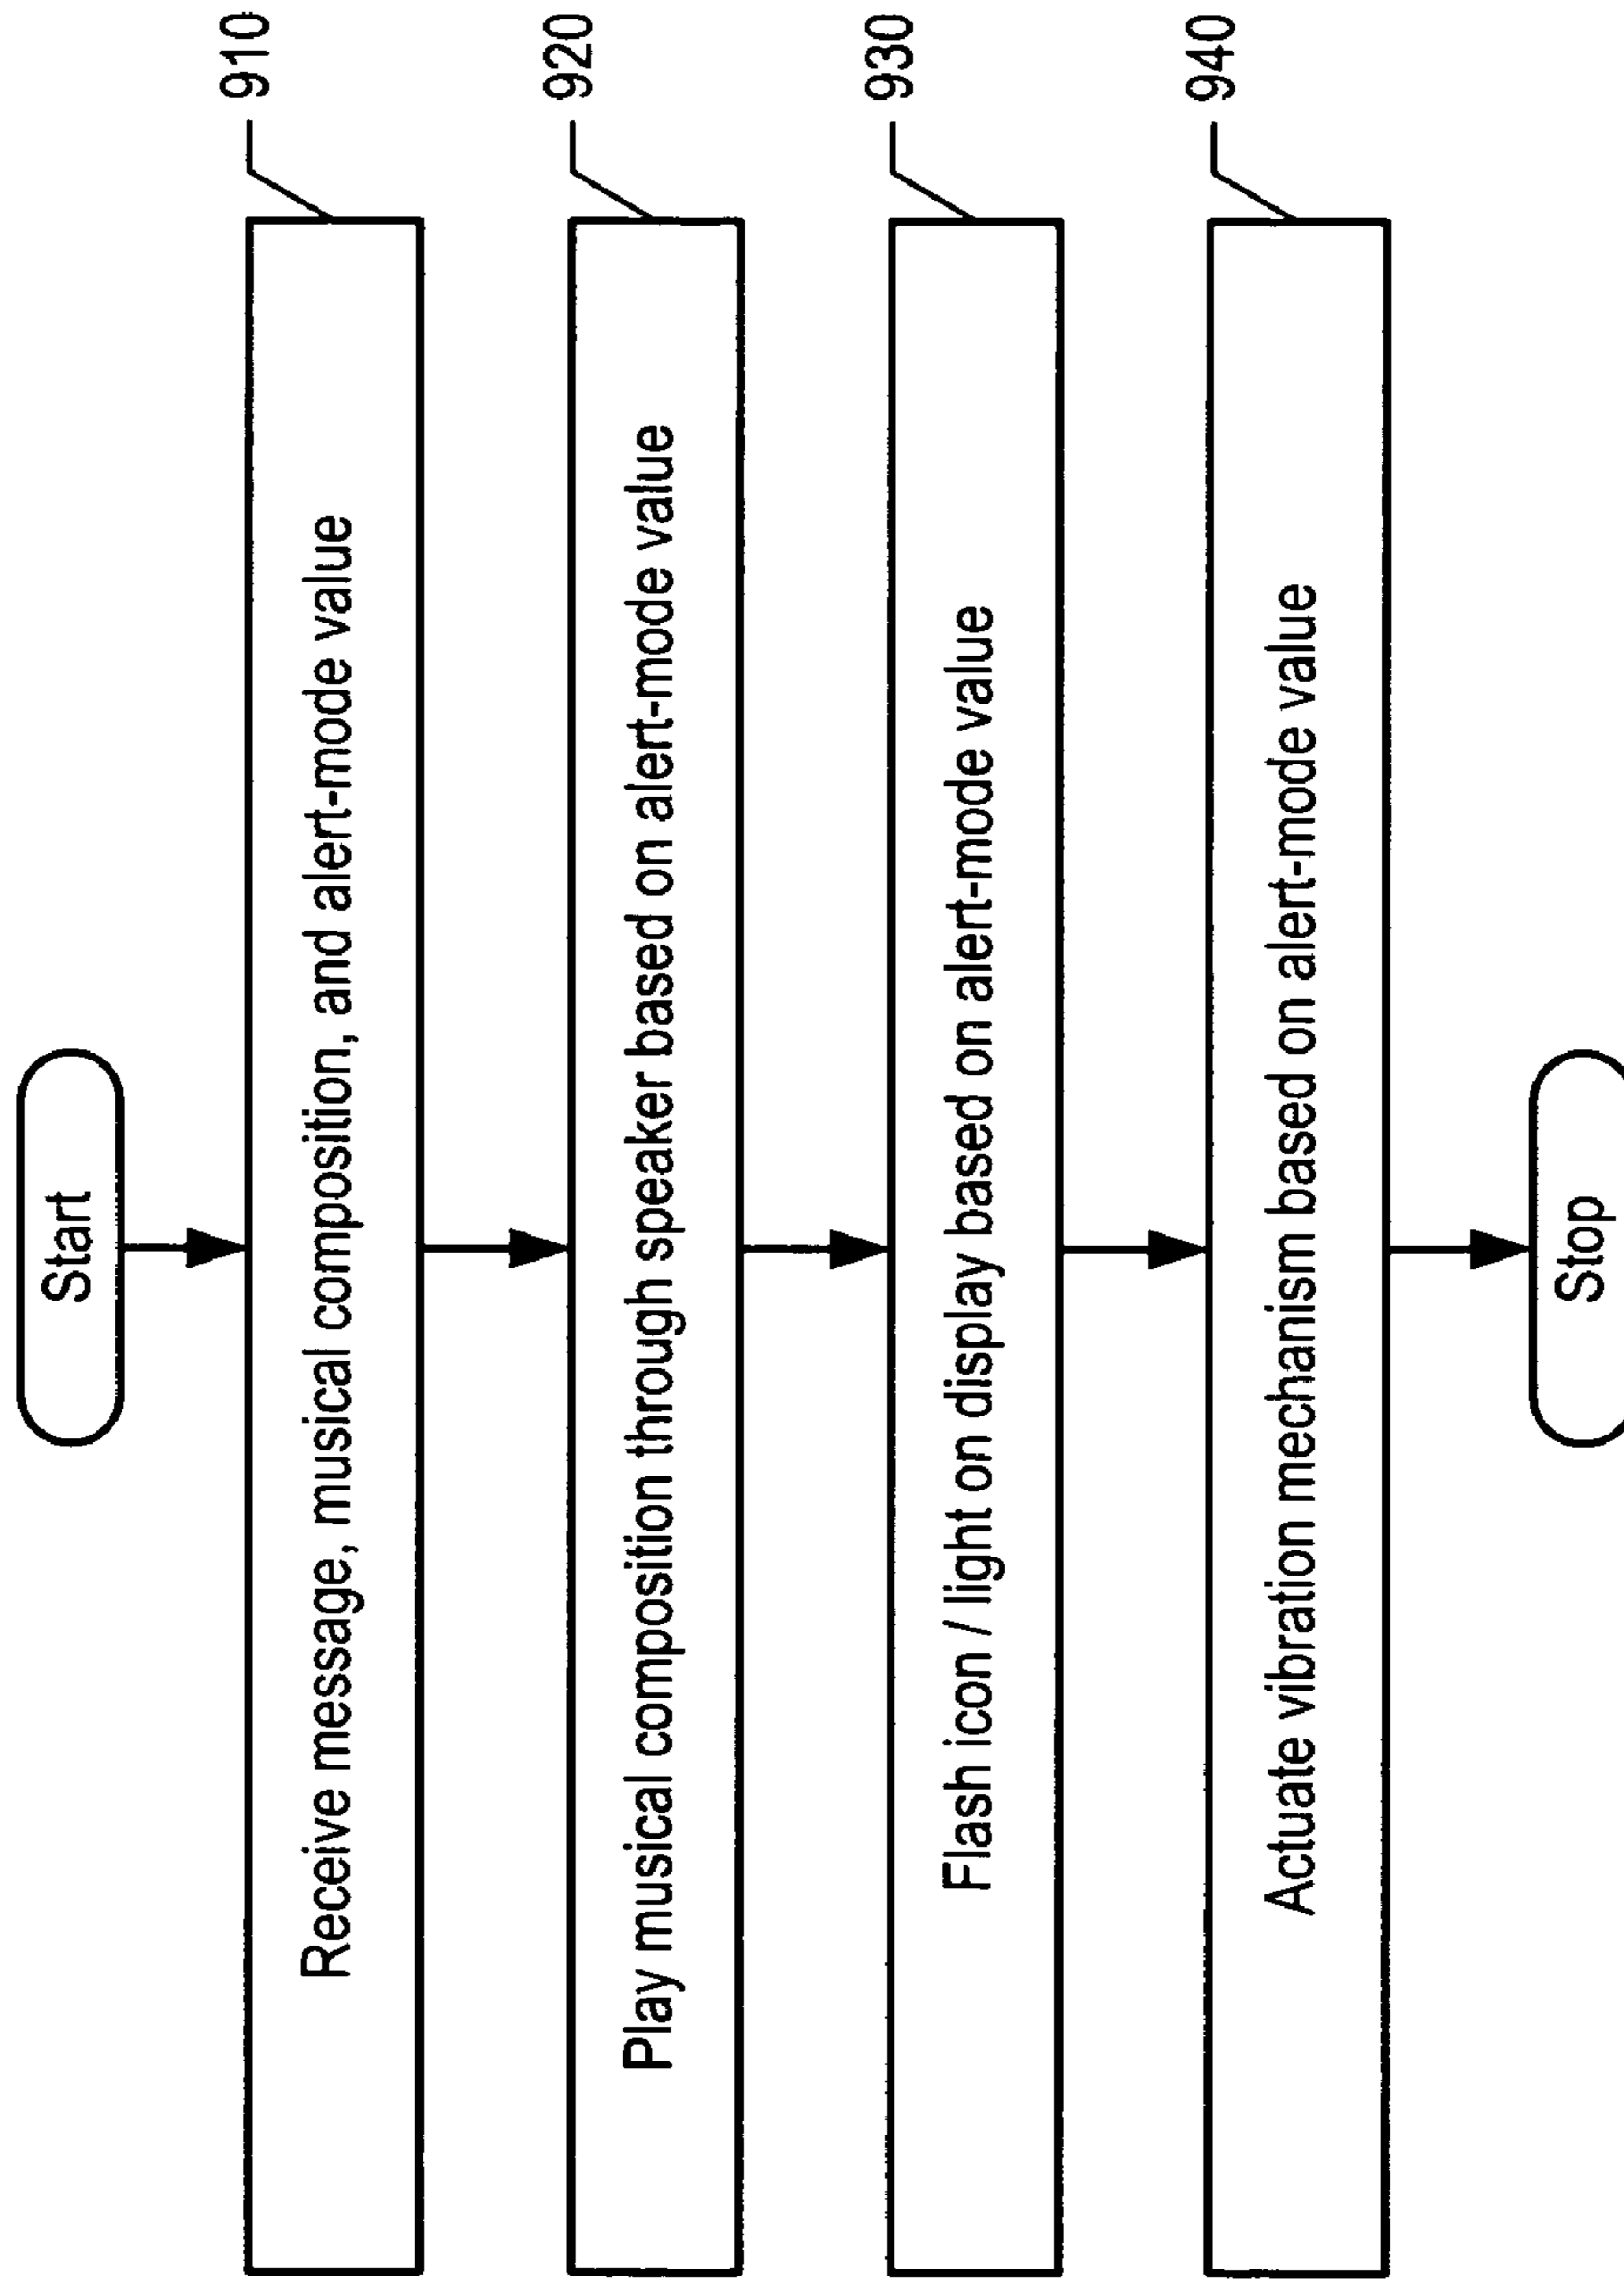 Start
910
Receive message, musical composition, and alert-mode value
920
Play musical composition through speaker based on alert-mode value
930
Flash icon / light on display based on alert-mode value
940
Actuate vibration mechanism based on alert-mode value
Stop